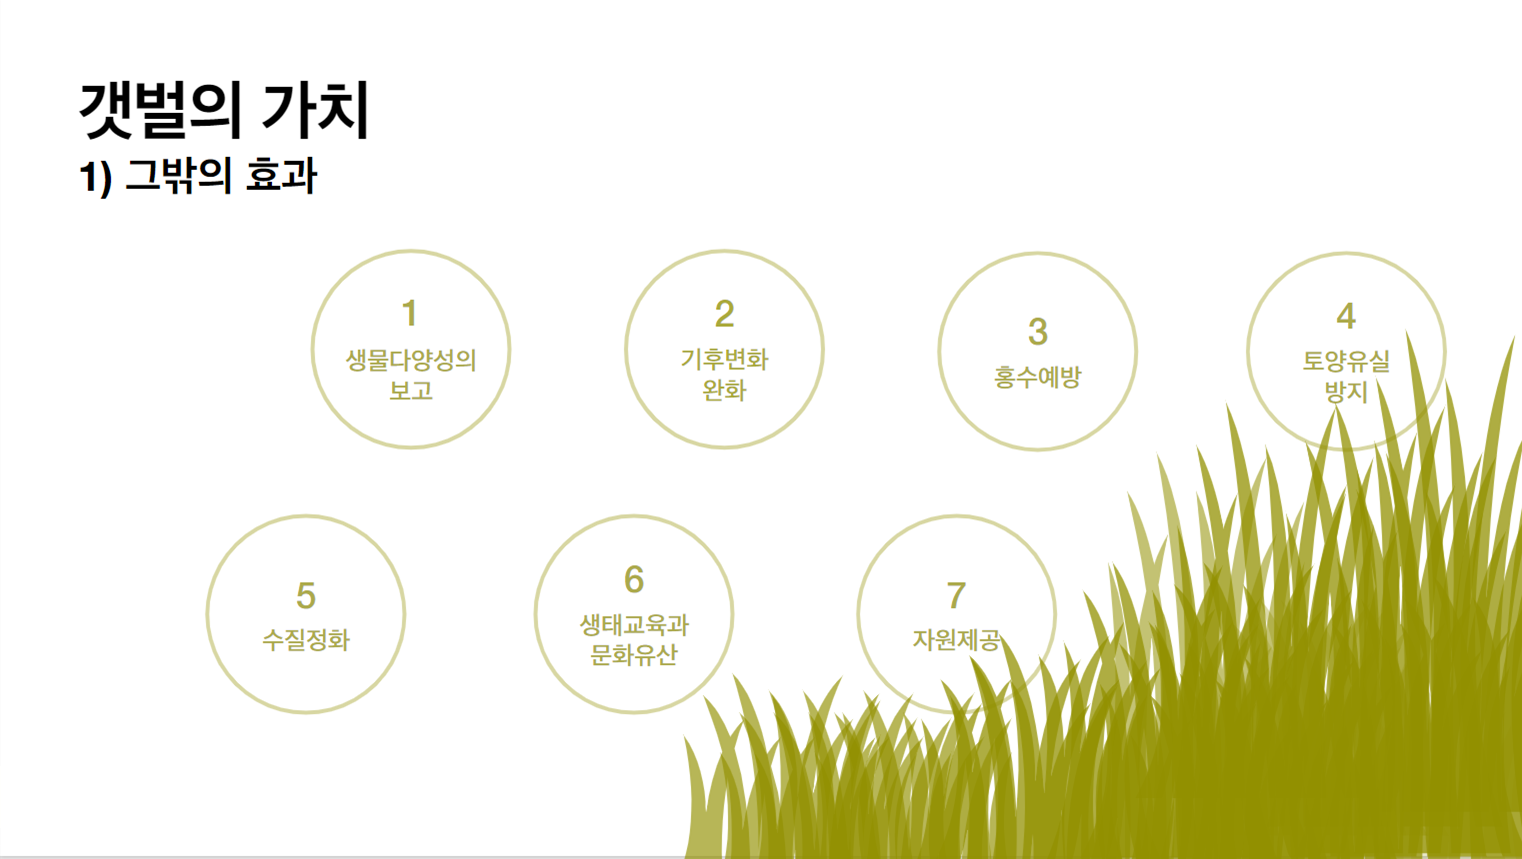 갯벌의 가치
1) 그밖의 효과
1
생물다양성의
보고
2
기후변화
완화
3
홍수예방
4
토양유실
방지
5
수질정화
6
생태교육과
문화유산
7
자원제공